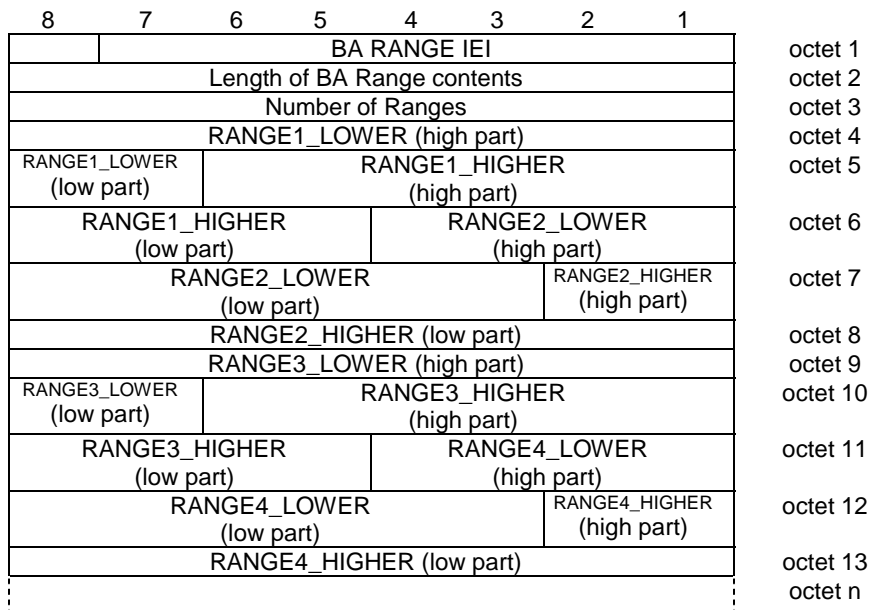 8 7 6 5 4 3 2 1
BA RANGE IEI octet 1
Length of BA Range contents octet 2
Number of Ranges octet 3
RANGE1_LOWER (high part) octet 4
RANGE1_LOWER RANGE1_HIGHER octet 5
(low part) (high part)
RANGE1_HIGHER RANGE2_LOWER octet 6
(low part) (high part)
RANGE2_LOWER RANGE2_HIGHER octet 7
(low part) (high part)
RANGE2_HIGHER (low part) octet 8
RANGE3_LOWER (high part) octet 9
RANGE3_LOWER RANGE3_HIGHER octet 10
(low part) (high part)
RANGE3_HIGHER RANGE4_LOWER octet 11
(low part) (high part)
RANGE4_LOWER RANGE4_HIGHER octet 12
(low part) (high part)
RANGE4_HIGHER (low part) octet 13
octet n